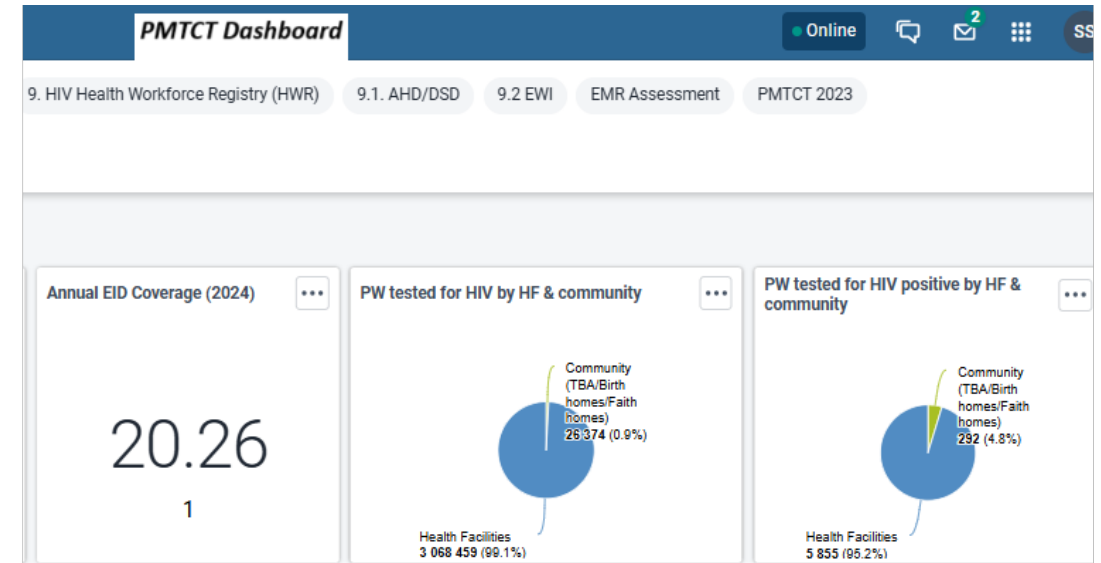 PMTCT Dashboard
Online
2
SS
9. HIV Health Workforce Registry (HWR)
9.1. AHD/DSD
9.2 EWI
EMR Assessment
PMTCT 2023
Annual EID Coverage (2024)
20.26
1
PW tested for HIV by HF & community
Community
(TBA/Birth
homes/Faith
homes)
26 374 (0.9%)
Health Facilities
3 068 459 (99.1%)
PW tested for HIV positive by HF &
community
Community
(TBA/Birth
homes/Faith
homes)
292 (4.8%)
Health Facilities
5 855 (95.2%)